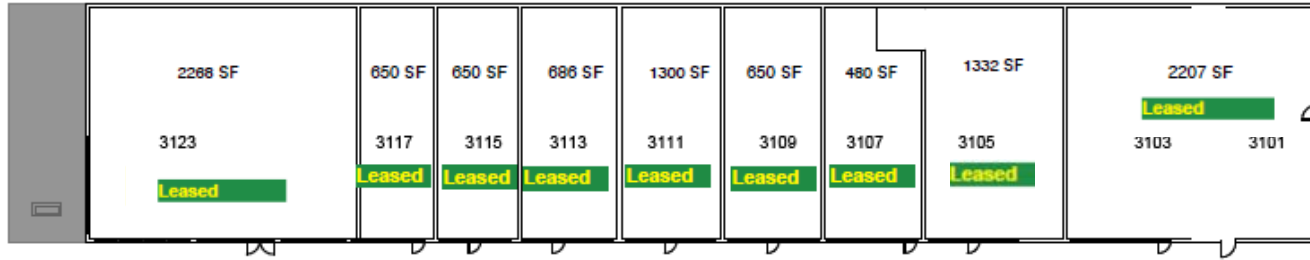 2268 SF
650 SF
650 SF
686 SF
1300 SF
650 SF
480 SF
1332 SF
2207 SF
Leased
3123
3117
3115
3113
3111
3109
3107
3105
3103
3101
Leased
Leased
Leased
Leased
Leased
Leased
Leased
Leased